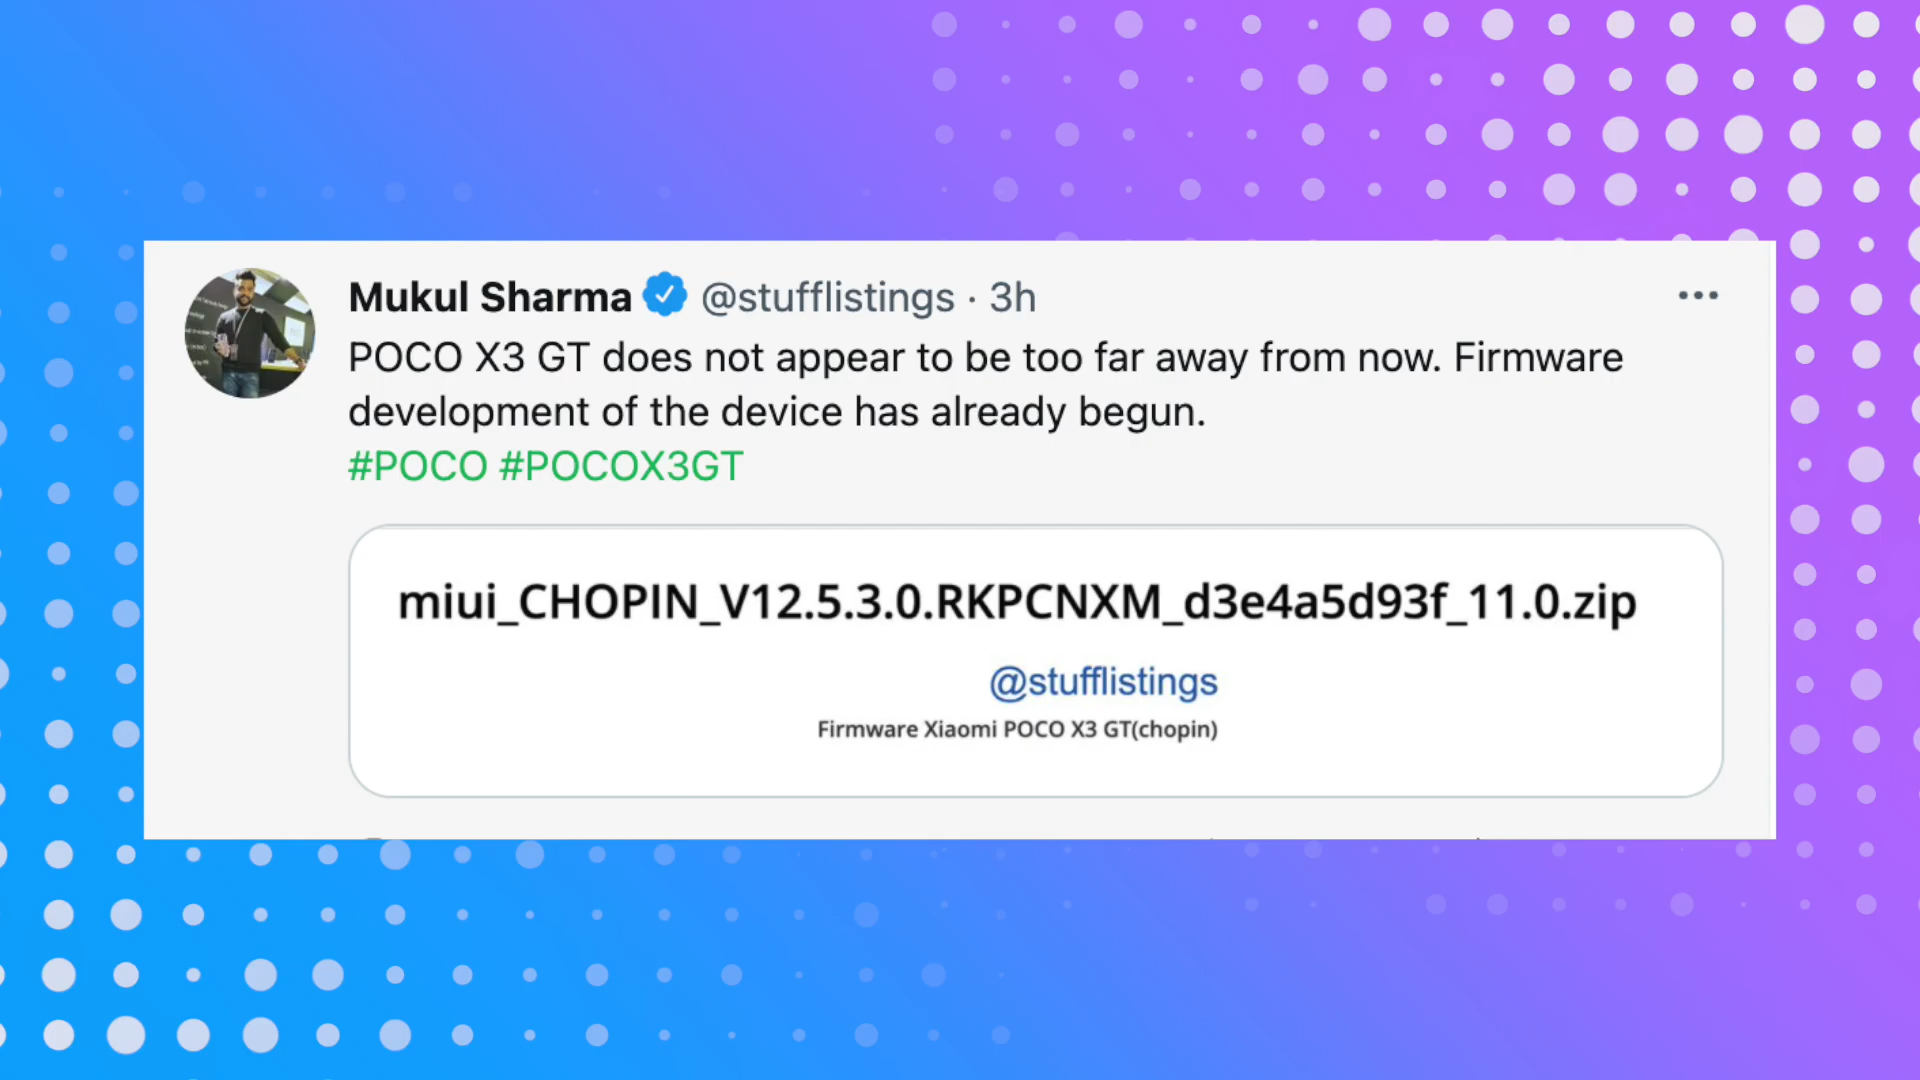 Mukul Sharma @stufflistings · 3h
POCO X3 GT does not appear to be too far away from now. Firmware
development of the device has already begun.
#POCO #POCOX3GT
miui_CHOPIN_V12.5.3.0.RKPCNXM_d3e4a5d93f_11.0.zip
@stufflistings
Firmware Xiaomi POCO X3 GT(chopin)